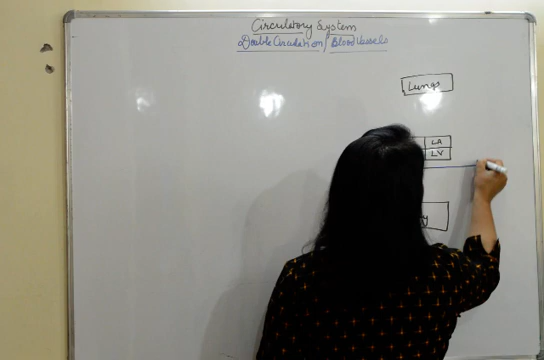 Circulatory System
Double Circulation / Blood Vessels
Lungs
LA
LV